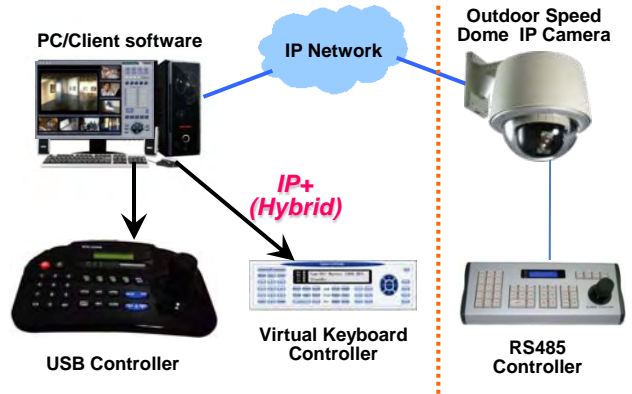 PC/Client software
IP Network
Outdoor Speed
Dome IP Camera
IP+
(Hybrid)
USB Controller
Virtual Keyboard
Controller
RS485
Controller